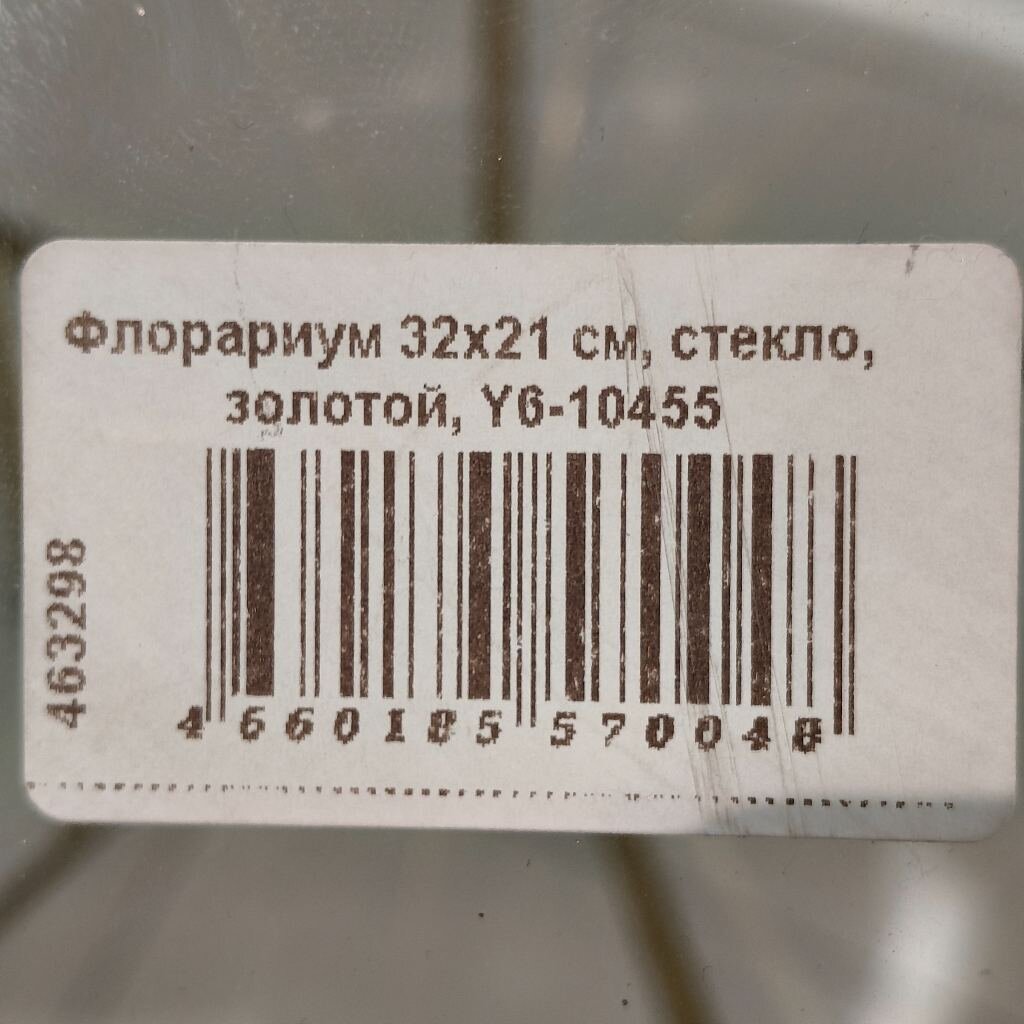 Флорариум 32x21 см, стекло,
золотой, Y6-10455
463298
4 660185 570048